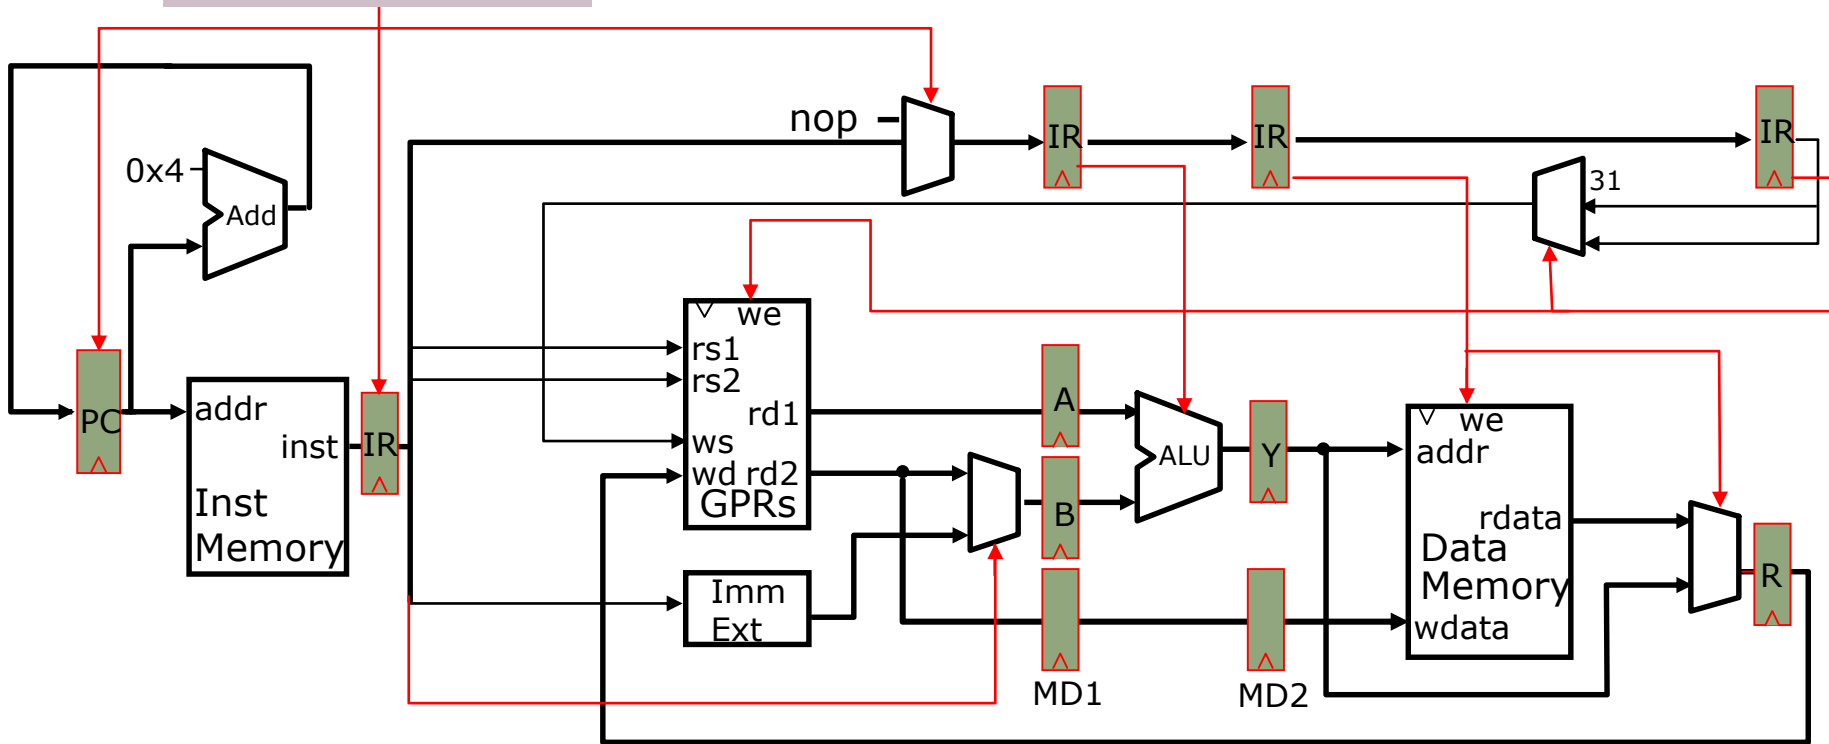 nop
IR
IR
IR
0x4
Add
31
we
rs1
rs2
rd1
ws
wd rd2
GPRs
PC
addr
inst
Inst
Memory
IR
A
B
ALU
Y
we
addr
rdata
Data
Memory
wdata
R
Imm
Ext
MD1
MD2